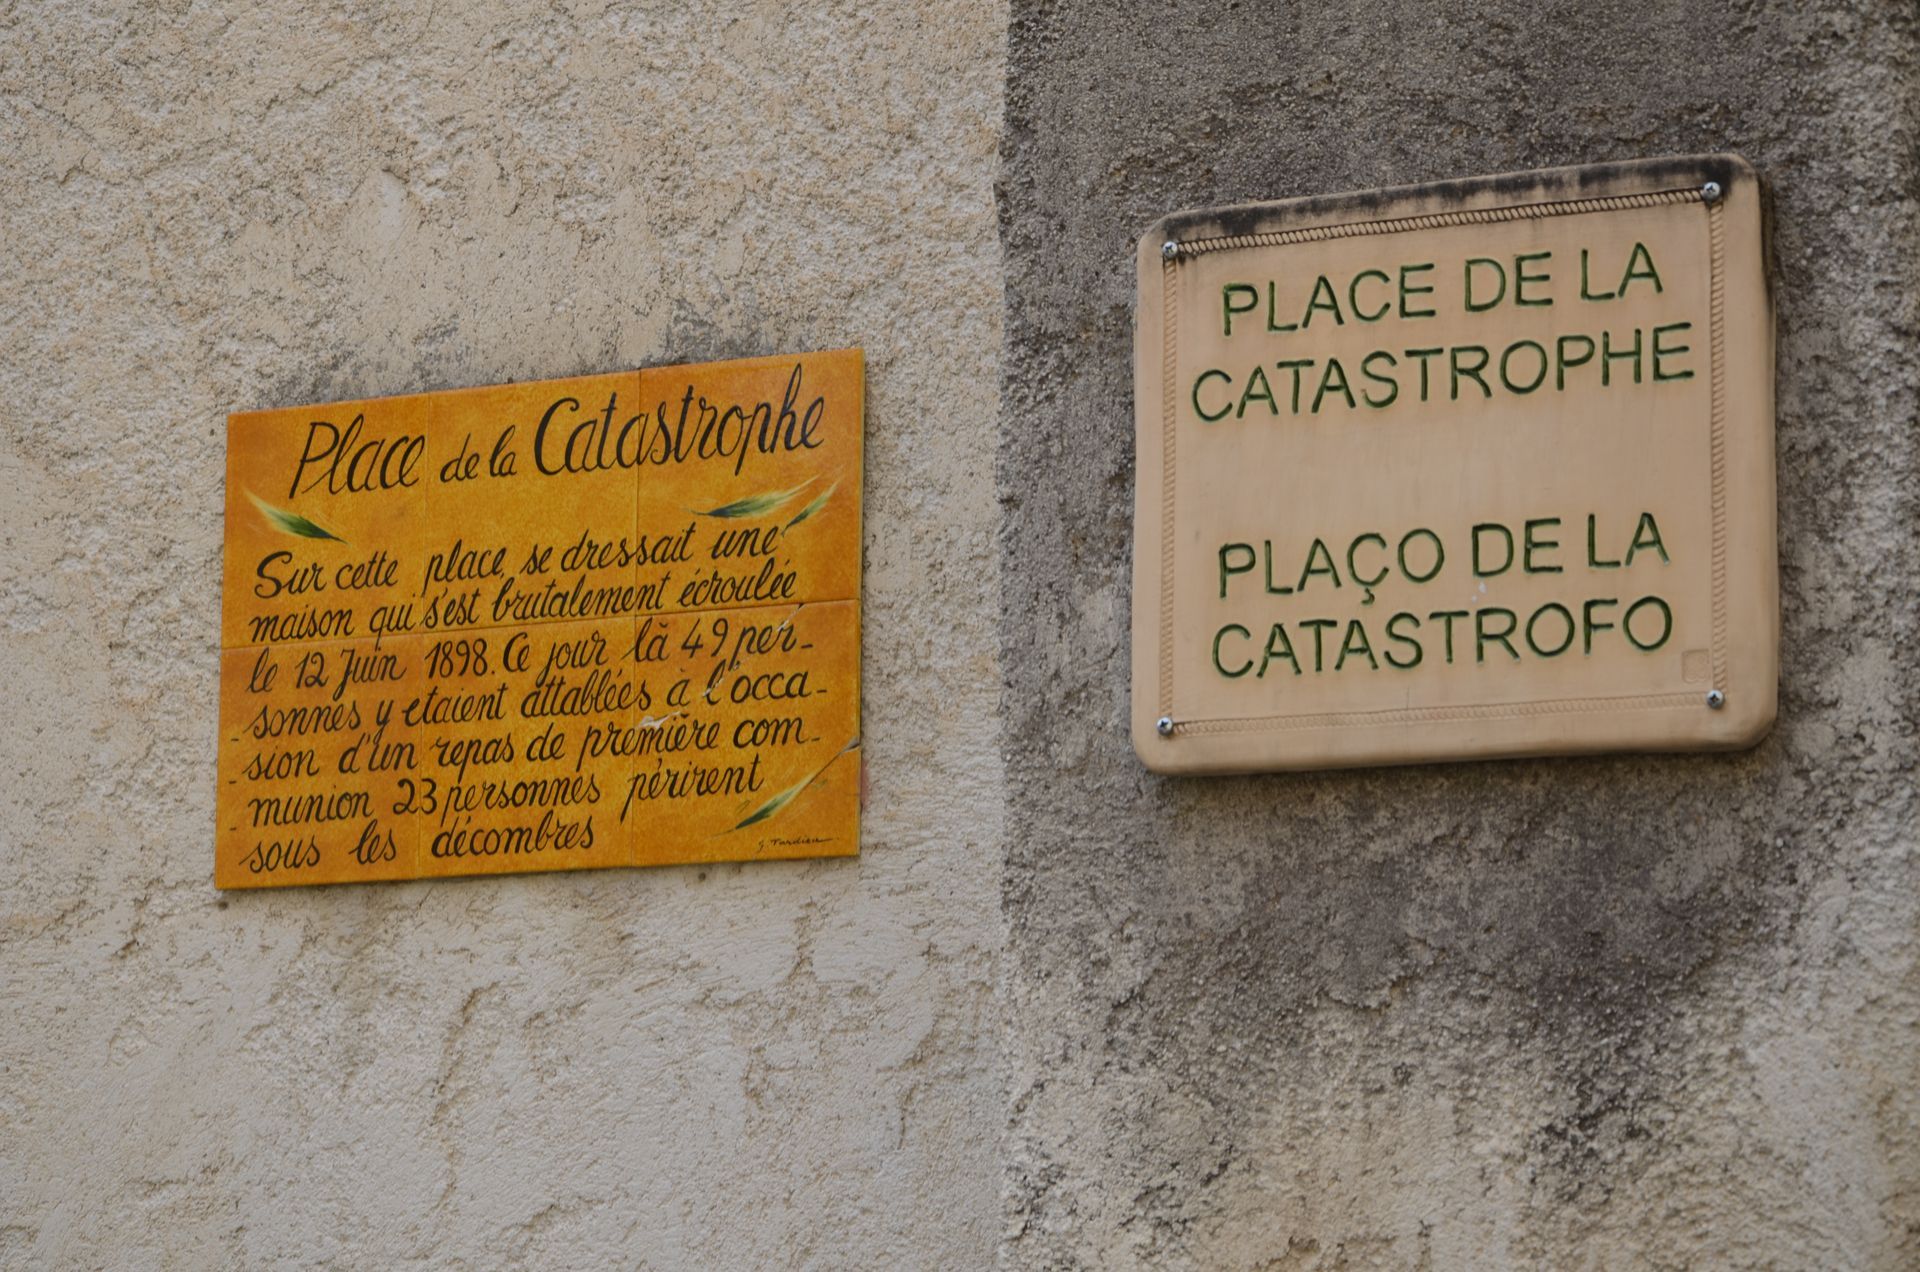 Place de la Catastrophe
Sur cette place se dressait une
maison qui s'est brutalement écroulée
le 12 Juin 1898. Ce jour là 49 per-
-sonnes y etaient attablées à l'occa-
-sion d'un repas de première com-
-munion 23 personnes périrent
sous les décombres
G. Tardieu
PLACE DE LA
CATASTROPHE
PLAÇO DE LA
CATASTROFO